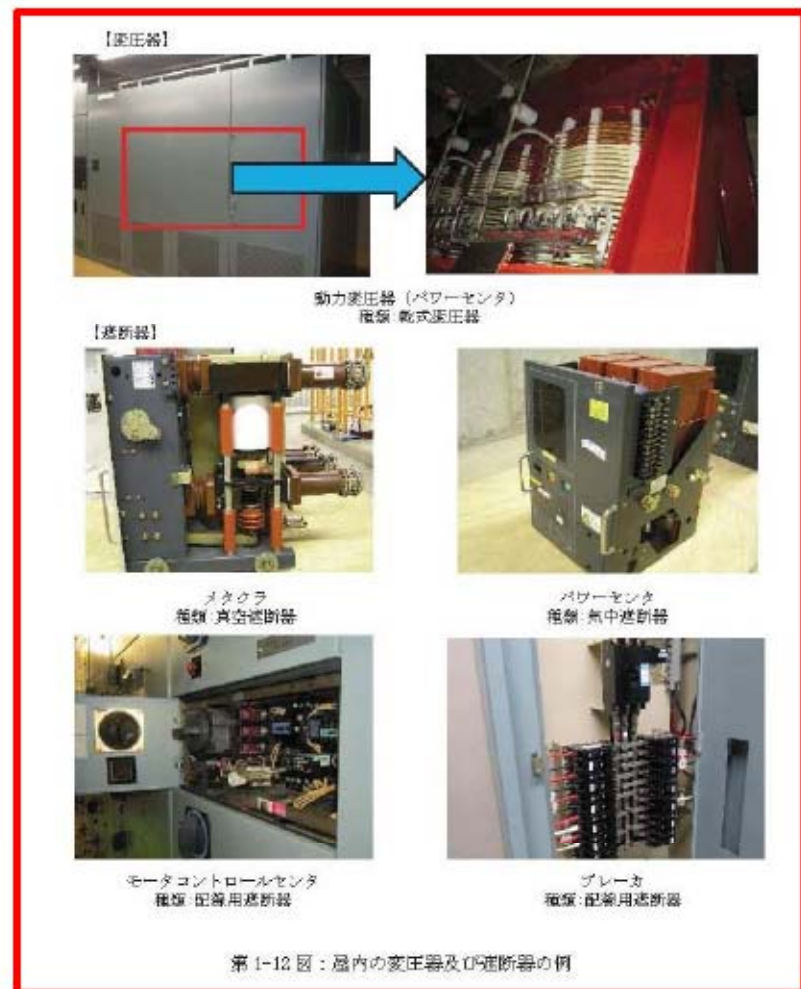 【変圧器】
動力変圧器（パワーセンタ）
種類:乾式変圧器
【遮断器】
メタクラ
種類:真空遮断器
パワーセンタ
種類:気中遮断器
モータコントロールセンタ
種類:配線用遮断器
ブレーカ
種類:配線用遮断器
第 1-12 図：屋内の変圧器及び遮断器の例